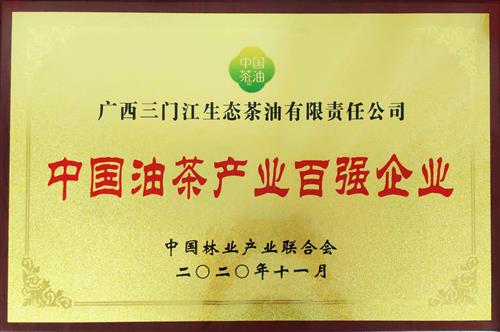 中国
茶油
广西三门江生态茶油有限责任公司
中国油茶产业百强企业
中国林业产业联合会
二〇二〇年十一月